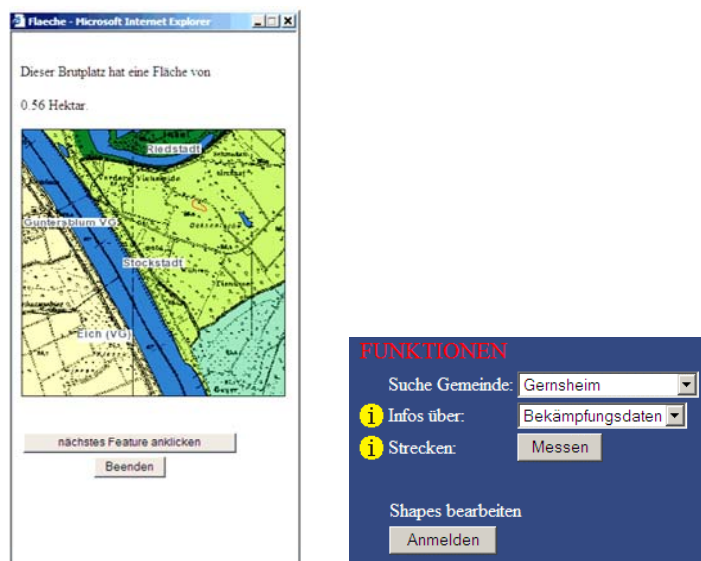 Flaeche - Microsoft Internet Explorer
Dieser Brutplatz hat eine Fläche von
0.56 Hektar.
Riedstadt
Guntersblum VG
Stockstadt
Eich (VG)
nächstes Feature anklicken
Beenden
FUNKTIONEN
Suche Gemeinde: Gernsheim
i Infos über: Bekämpfungsdaten
i Strecken: Messen
Shapes bearbeiten
Anmelden